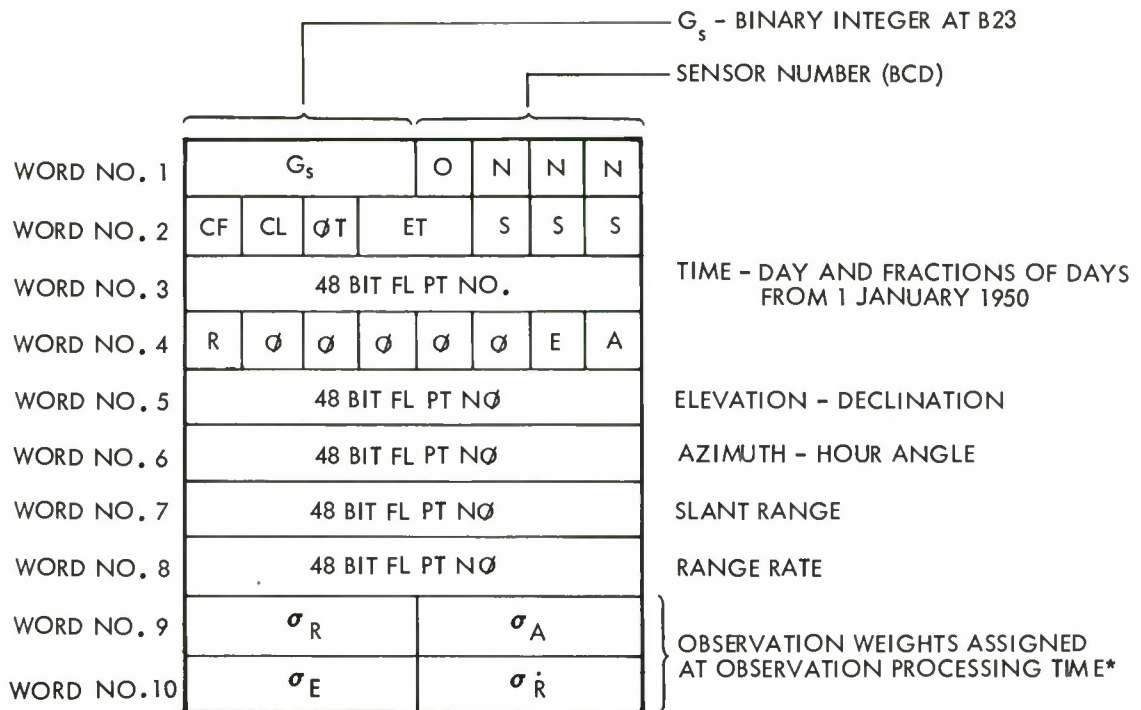 G_s – BINARY INTEGER AT B23
SENSOR NUMBER (BCD)
WORD NO. 1 G_s O N N N
WORD NO. 2 CF CL ØT ET S S S
WORD NO. 3 48 BIT FL PT NO. TIME – DAY AND FRACTIONS OF DAYS
FROM 1 JANUARY 1950
WORD NO. 4 R Ø Ø Ø Ø Ø E A
WORD NO. 5 48 BIT FL PT NØ ELEVATION – DECLINATION
WORD NO. 6 48 BIT FL PT NØ AZIMUTH – HOUR ANGLE
WORD NO. 7 48 BIT FL PT NØ SLANT RANGE
WORD NO. 8 48 BIT FL PT NØ RANGE RATE
WORD NO. 9 σ R σ A
OBSERVATION WEIGHTS ASSIGNED
AT OBSERVATION PROCESSING TIME*
WORD NO. 10 σ E σ Ṙ